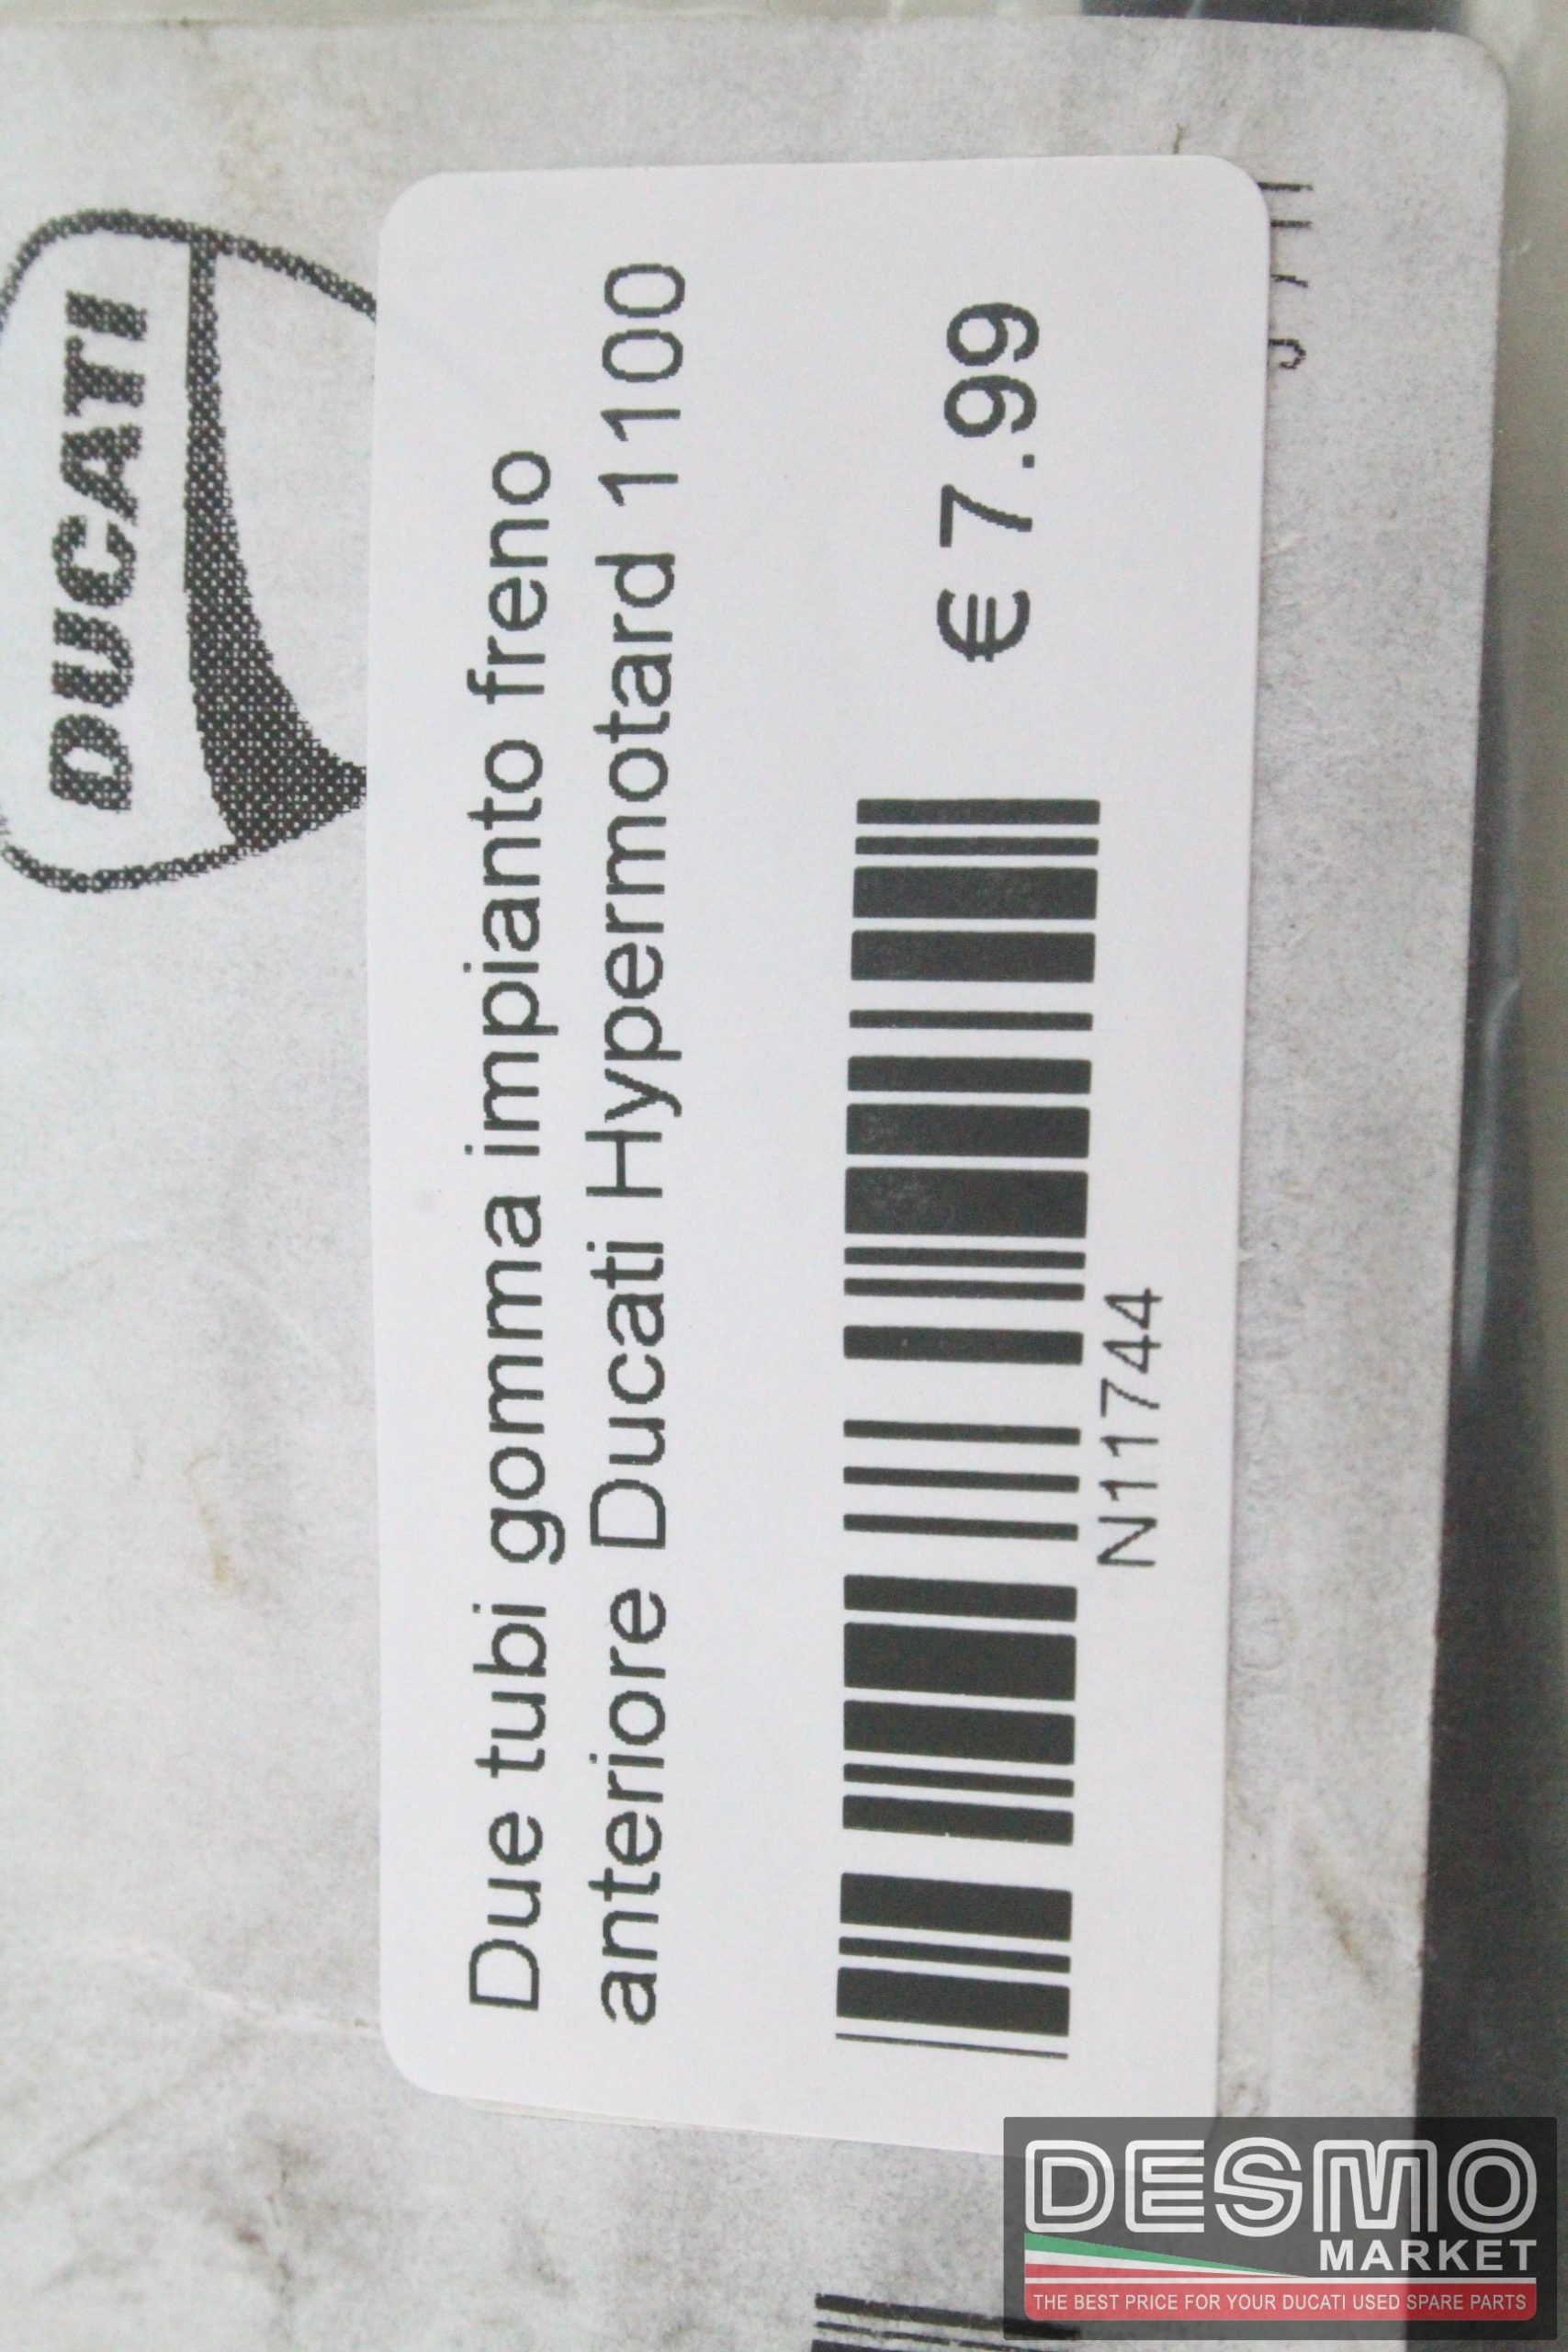 DUCATI
Due tubi gomma impianto freno
anteriore Ducati Hypermotard 1100
€ 7.99
N11744
DESMO
MARKET
THE BEST PRICE FOR YOUR DUCATI USED SPARE PARTS